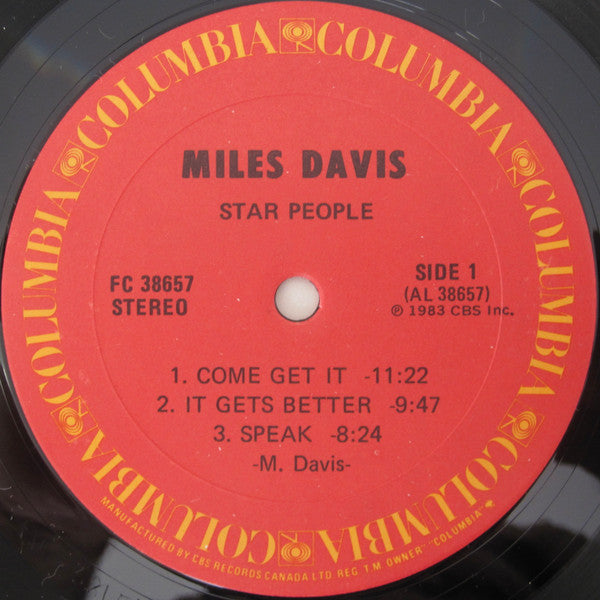 COLUMBIA COLUMBIA COLUMBIA COLUMBIA COLUMBIA COLUMBIA
MILES DAVIS
STAR PEOPLE
FC 38657
STEREO
SIDE 1
(AL 38657)
℗ 1983 CBS Inc.
1. COME GET IT -11:22
2. IT GETS BETTER -9:47
3. SPEAK -8:24
-M. Davis-
MANUFACTURED BY CBS RECORDS CANADA LTD REG T.M. OWNER "COLUMBIA"